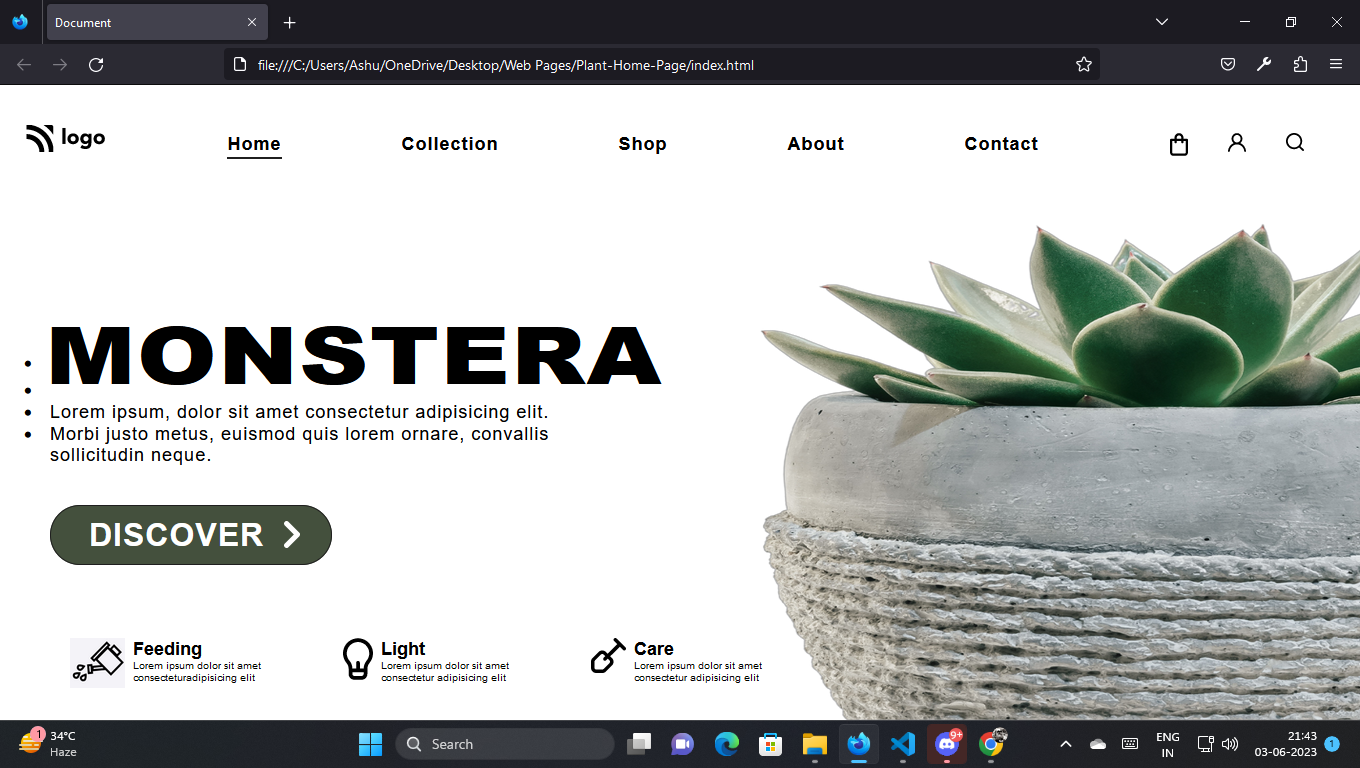 Document
file:///C:/Users/Ashu/OneDrive/Desktop/Web Pages/Plant-Home-Page/index.html
logo
Home Collection Shop About Contact
MONSTERA
Lorem ipsum, dolor sit amet consectetur adipisicing elit.
Morbi justo metus, euismod quis lorem ornare, convallis
sollicitudin neque.
DISCOVER
Feeding
Lorem ipsum dolor sit amet
consecteturadipisicing elit
Light
Lorem ipsum dolor sit amet
consectetur adipisicing elit
Care
Lorem ipsum dolor sit amet
consectetur adipisicing elit
1
34°C
Haze
Search
9+
ENG
IN
21:43
03-06-2023
1